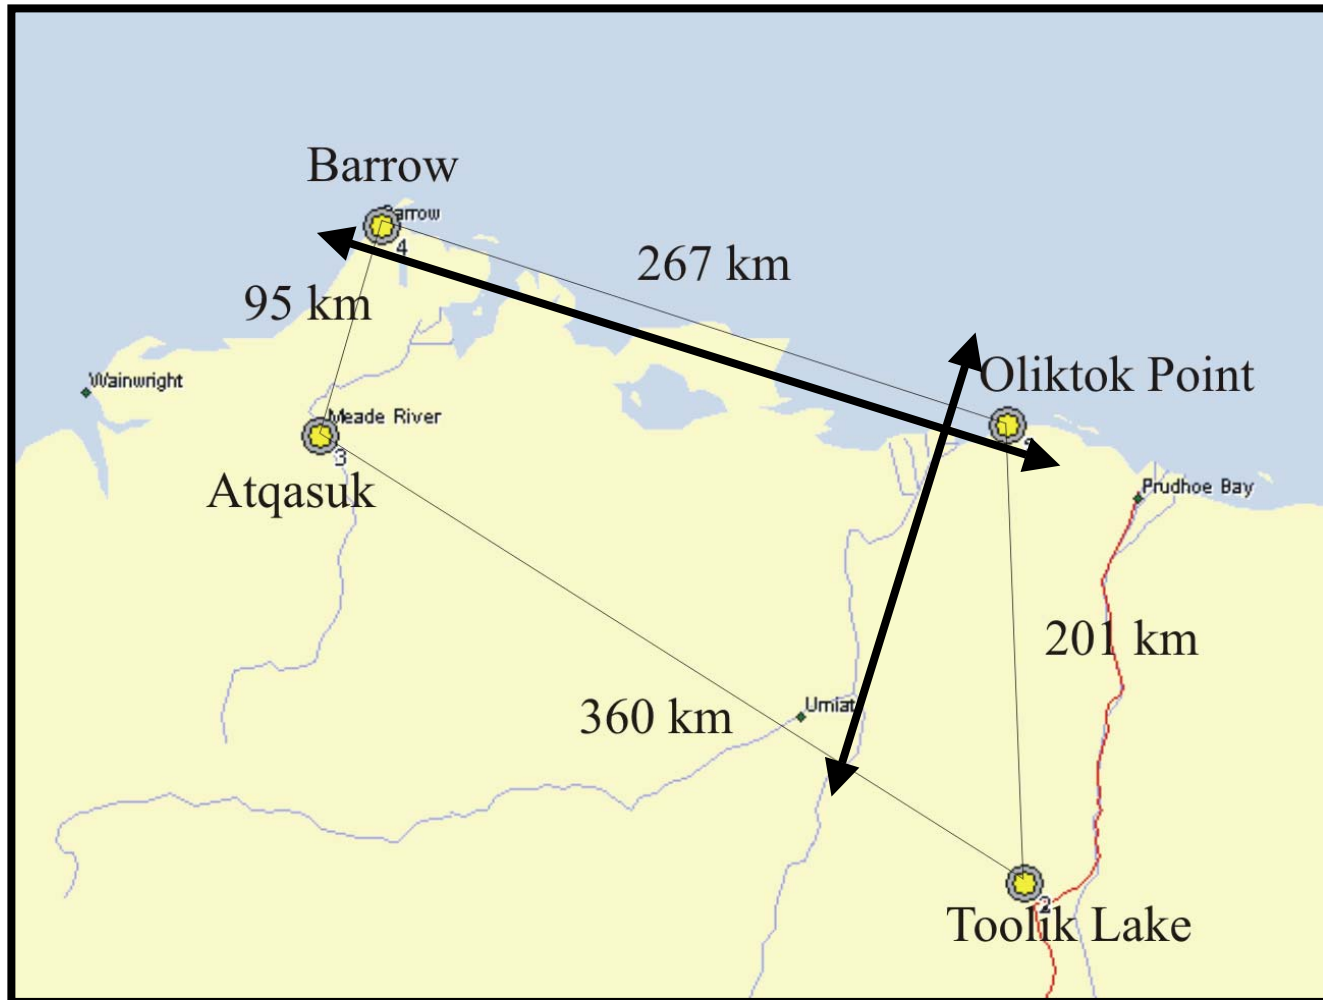 Barrow
Barrow
4
267 km
95 km
Wainwright
Oliktok Point
Meade River
3
Atqasuk
Prudhoe Bay
201 km
360 km
Umiat
2
Toolik Lake